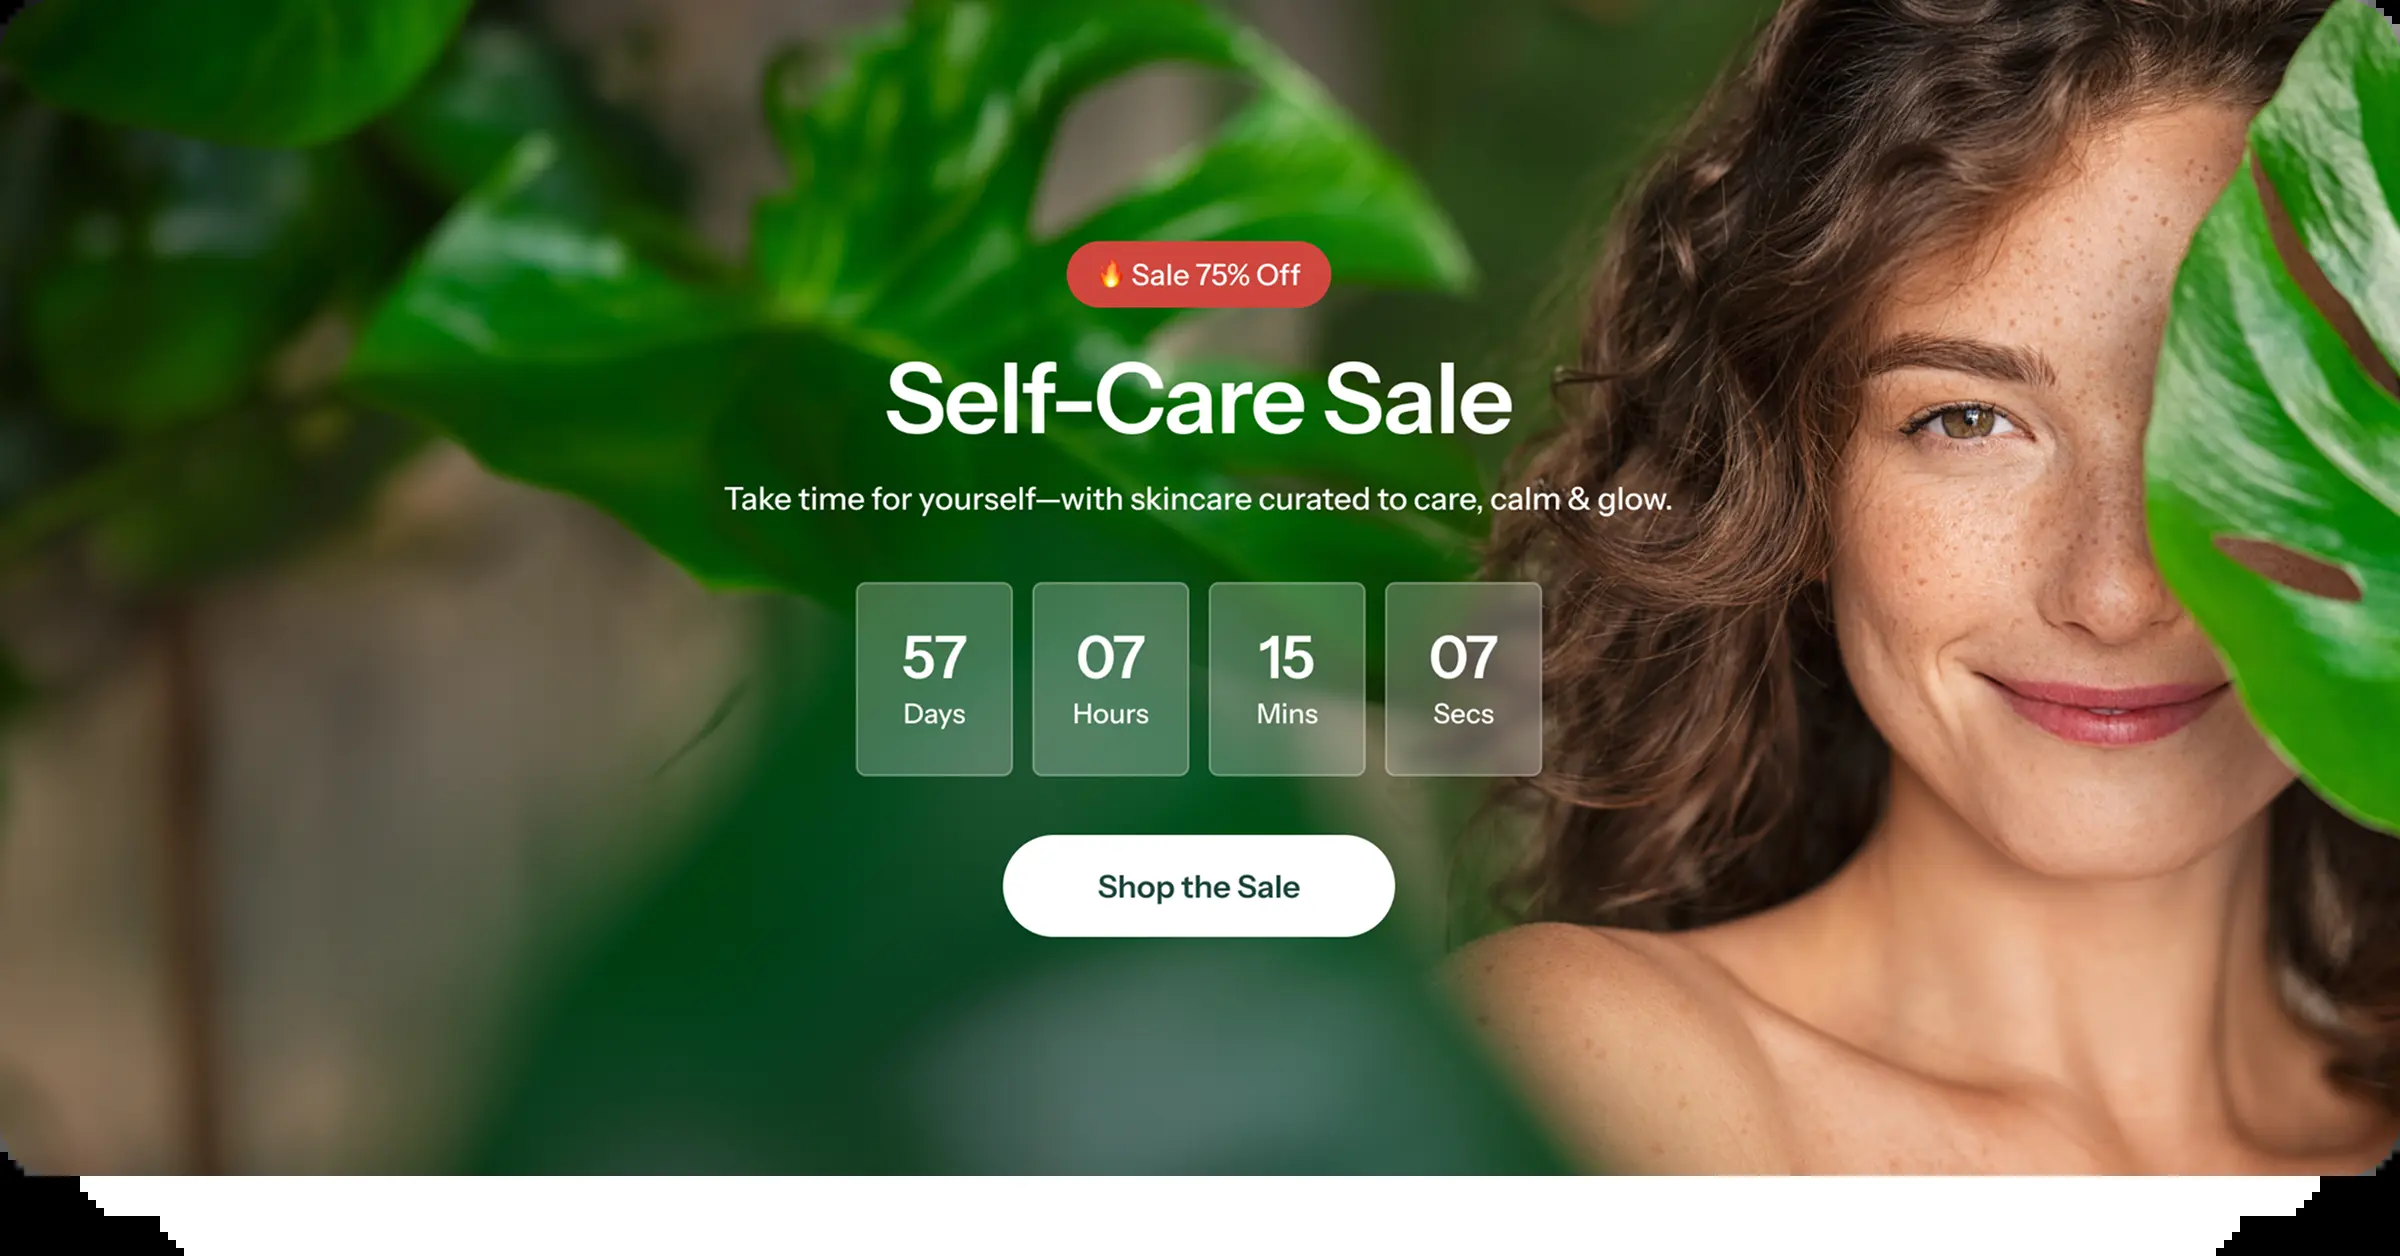 🔥 Sale 75% Off
Self-Care Sale
Take time for yourself—with skincare curated to care, calm & glow.
57 07 15 07
Days Hours Mins Secs
Shop the Sale